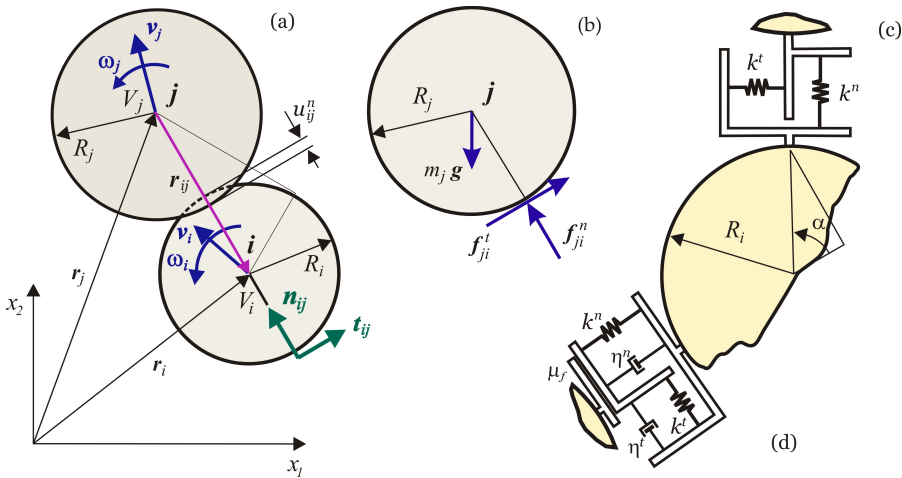 (a)
v_j
ω_j
V_j
j
R_j
u_ij^n
r_ij
v_i
ω_i
i
R_i
V_i
r_j
n_ij
t_ij
r_i
x_2
x_1
(b)
R_j
j
m_j g
f_ji^t
f_ji^n
(c)
k^t
k^n
R_i
α
k^n
η^n
μ_f
k^t
η^t
(d)